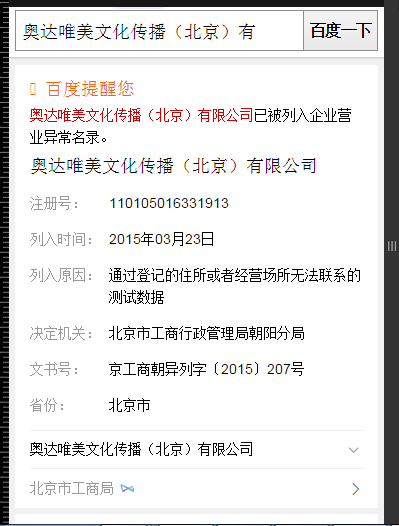 奥达唯美文化传播（北京）有
百度一下
百度提醒您
奥达唯美文化传播（北京）有限公司已被列入企业营
业异常名录。
奥达唯美文化传播（北京）有限公司
注册号： 110105016331913
列入时间： 2015年03月23日
列入原因： 通过登记的住所或者经营场所无法联系的
测试数据
决定机关： 北京市工商行政管理局朝阳分局
文书号： 京工商朝异列字〔2015〕207号
省份： 北京市
奥达唯美文化传播（北京）有限公司
北京市工商局